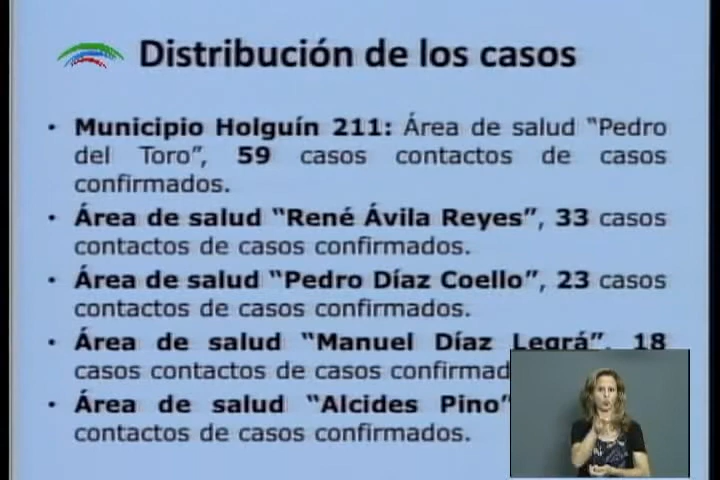 Distribución de los casos
• Municipio Holguín 211: Área de salud “Pedro
del Toro”, 59 casos contactos de casos
confirmados.
• Área de salud “René Ávila Reyes”, 33 casos
contactos de casos confirmados.
• Área de salud “Pedro Díaz Coello”, 23 casos
contactos de casos confirmados.
• Área de salud “Manuel Díaz Legrá”, 18
casos contactos de casos
• Área de salud “Alcides Pino”
contactos de casos confirmados.